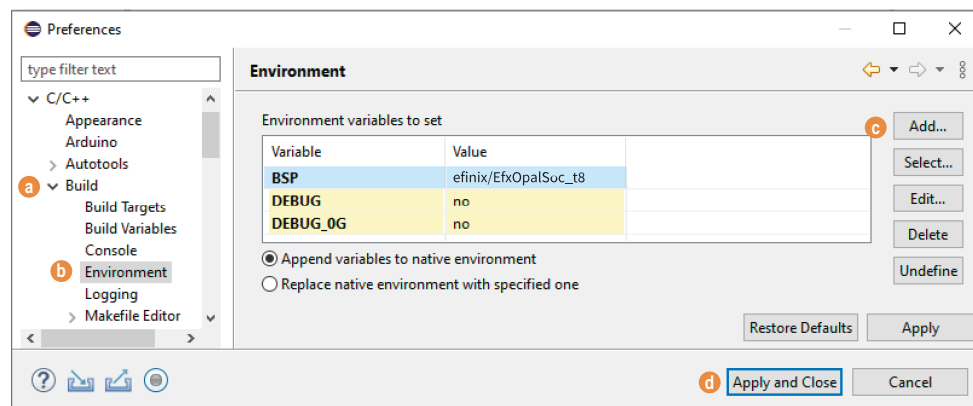 Preferences
type filter text
Environment
C/C++
Appearance
Arduino
Autotools
a Build
Build Targets
Build Variables
Console
b Environment
Logging
Makefile Editor
Environment variables to set
Variable Value
BSP efinix/EfxOpalSoc_t8
DEBUG no
DEBUG_0G no
c Add...
Select...
Edit...
Delete
Undefine
Append variables to native environment
Replace native environment with specified one
Restore Defaults Apply
? d Apply and Close Cancel